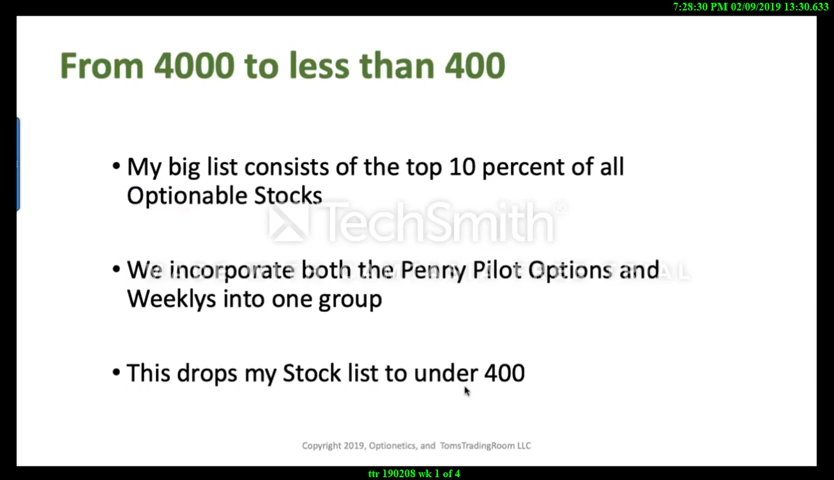 7:28:30 PM 02/09/2019 13:30.633
From 4000 to less than 400
• My big list consists of the top 10 percent of all
Optionable Stocks
TechSmith®
• We incorporate both the Penny Pilot Options and
Weeklys into one group
• This drops my Stock list to under 400
Copyright 2019, Optionetics, and TomsTradingRoom LLC
ttr 190208 wk 1 of 4